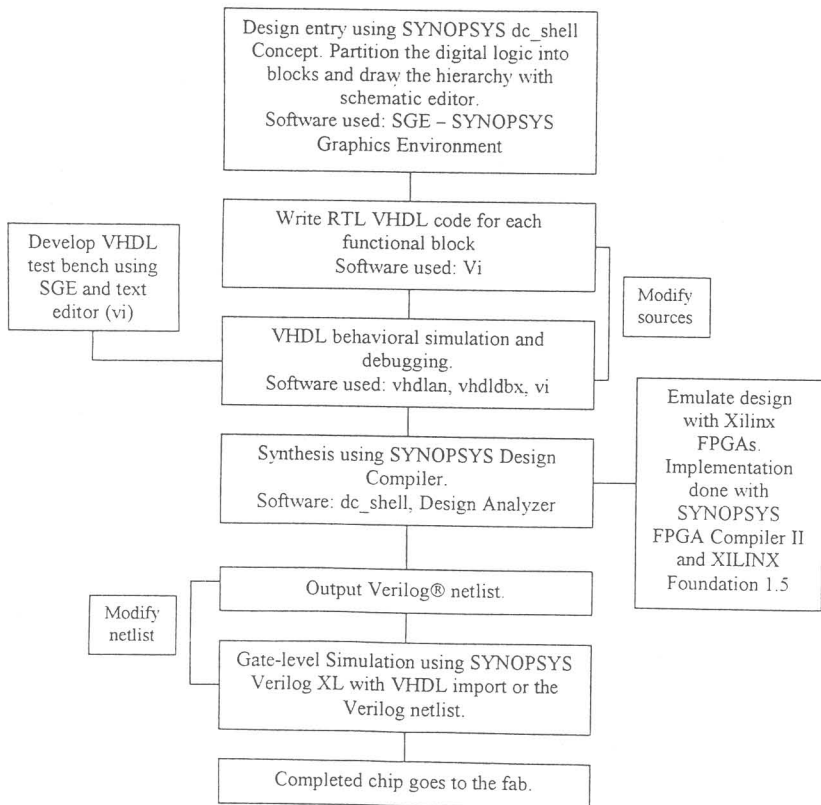 Design entry using SYNOPSYS dc_shell
Concept. Partition the digital logic into
blocks and draw the hierarchy with
schematic editor.
Software used: SGE – SYNOPSYS
Graphics Environment
Write RTL VHDL code for each
functional block
Software used: Vi
Develop VHDL
test bench using
SGE and text
editor (vi)
Modify
sources
VHDL behavioral simulation and
debugging.
Software used: vhdlan, vhdldbx, vi
Synthesis using SYNOPSYS Design
Compiler.
Software: dc_shell, Design Analyzer
Emulate design
with Xilinx
FPGAs.
Implementation
done with
SYNOPSYS
FPGA Compiler II
and XILINX
Foundation 1.5
Output Verilog® netlist.
Modify
netlist
Gate-level Simulation using SYNOPSYS
Verilog XL with VHDL import or the
Verilog netlist.
Completed chip goes to the fab.